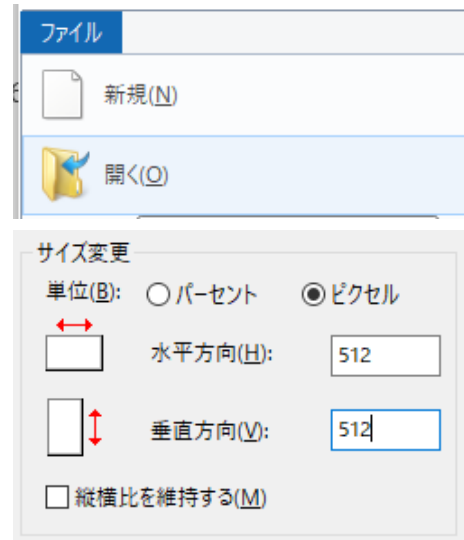 ファイル
新規(N)
開く(O)
サイズ変更
単位(B): パーセント ピクセル
水平方向(H): 512
垂直方向(V): 512
縦横比を維持する(M)